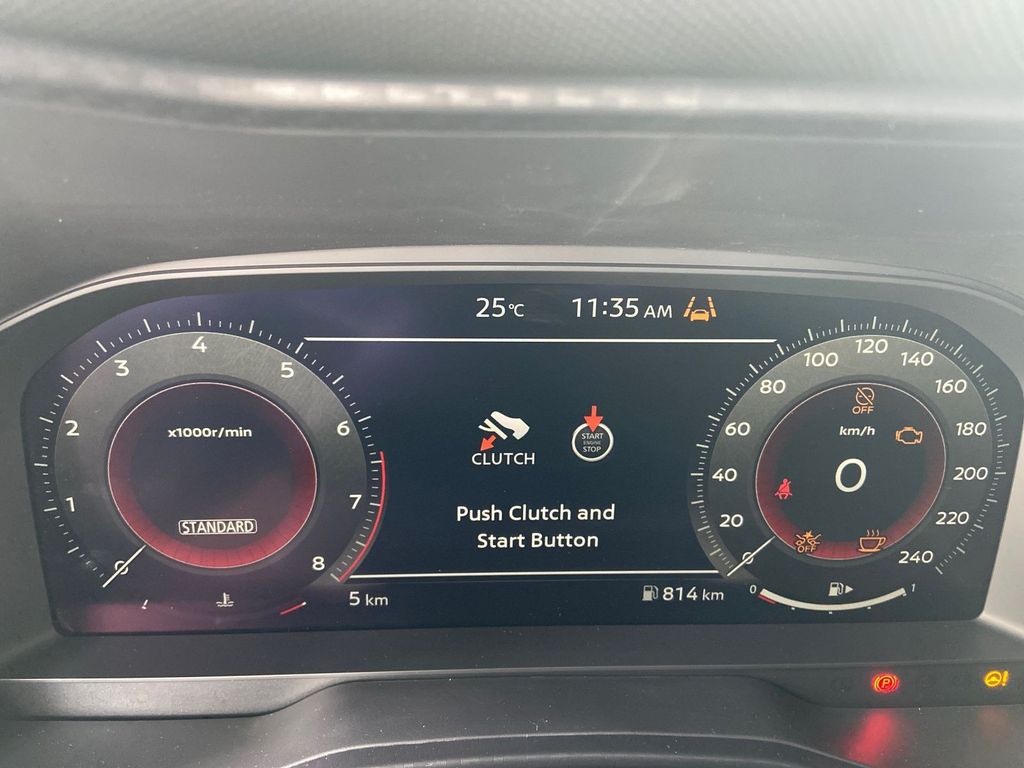 25°C 11:35 AM
x1000r/min
STANDARD
0
1
2
3
4
5
6
7
8
CLUTCH
START
ENGINE
STOP
Push Clutch and
Start Button
5 km
814 km
0
20
40
60
80
100
120
140
160
180
200
220
240
OFF
km/h
0
OFF
0
1
P
!